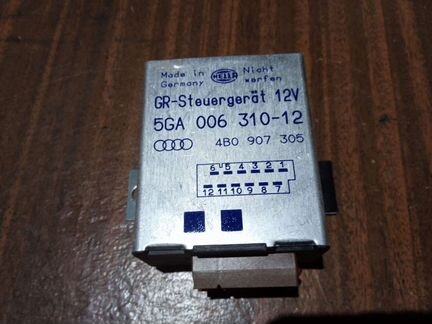 Made in HELLA Nicht
Germany werfen
GR-Steuergerät 12V
5GA 006 310-12
4B0 907 305
6 5 4 3 2 1
12 11 10 9 8 7